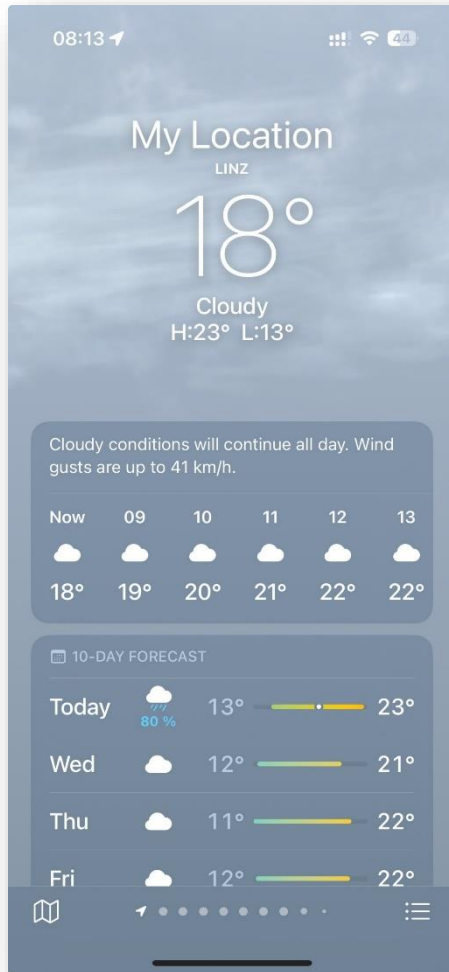 08:13
44
My Location
LINZ
18°
Cloudy
H:23° L:13°
Cloudy conditions will continue all day. Wind
gusts are up to 41 km/h.
Now 09 10 11 12 13
18° 19° 20° 21° 22° 22°
10-DAY FORECAST
Today 80 % 13° 23°
Wed 12° 21°
Thu 11° 22°
Fri 12° 22°